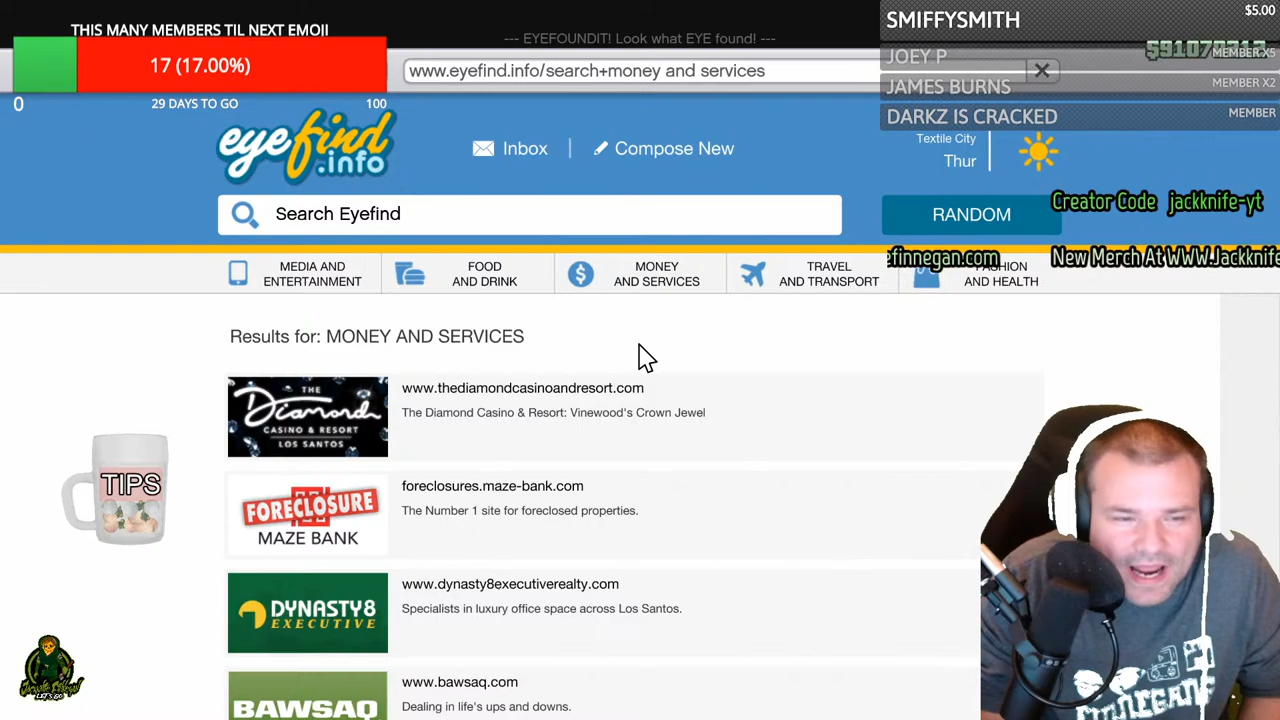 THIS MANY MEMBERS TIL NEXT EMOJI
17 (17.00%)
0
29 DAYS TO GO
100
--- EYEFOUNDIT! Look what EYE found! ---
www.eyefind.info/search+money and services
SMIFFYSMITH
$5.00
JOEY P
MEMBER X5
JAMES BURNS
MEMBER X2
DARKZ IS CRACKED
MEMBER
eyefind
.info
Inbox
Compose New
Textile City
Thur
Search Eyefind
RANDOM
Creator Code jackknife-yt
efinnegan.com
New Merch At WWW.Jackknife
MEDIA AND
ENTERTAINMENT
FOOD
AND DRINK
MONEY
AND SERVICES
TRAVEL
AND TRANSPORT
FASHION
AND HEALTH
Results for: MONEY AND SERVICES
THE
Diamond
CASINO & RESORT
LOS SANTOS
www.thediamondcasinoandresort.com
The Diamond Casino & Resort: Vinewood's Crown Jewel
FORECLOSURE
MAZE BANK
foreclosures.maze-bank.com
The Number 1 site for foreclosed properties.
DYNASTY8
EXECUTIVE
www.dynasty8executiverealty.com
Specialists in luxury office space across Los Santos.
BAWSAQ
www.bawsaq.com
Dealing in life's ups and downs.
TIPS
LET'S GO